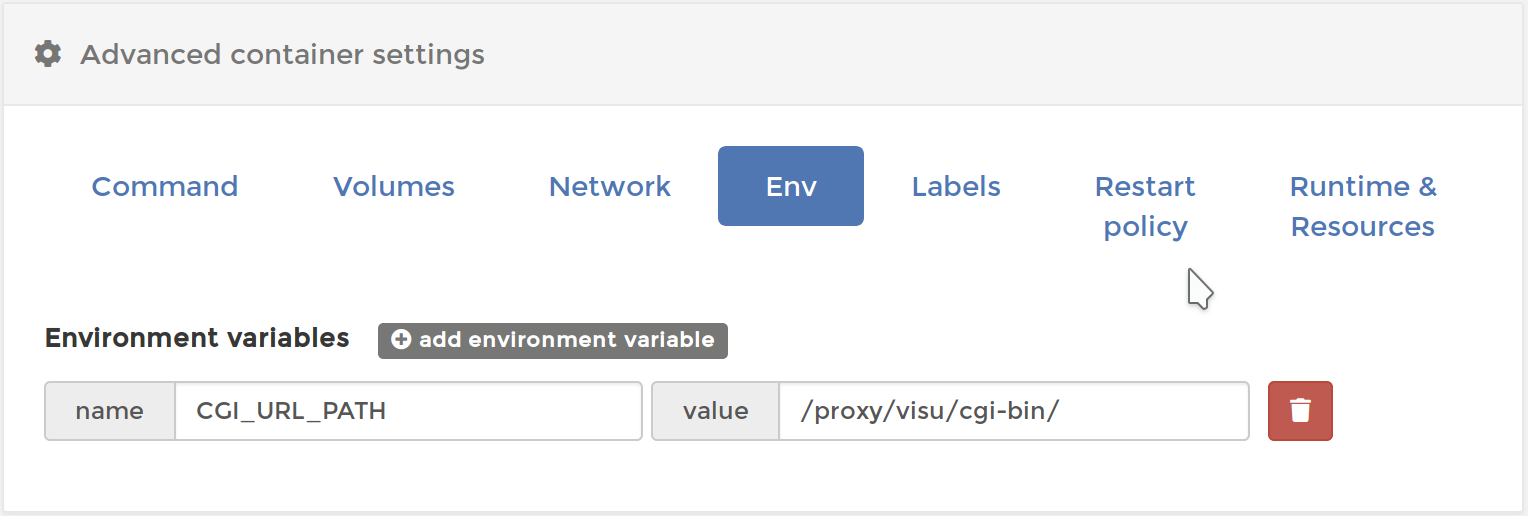 Advanced container settings
Command
Volumes
Network
Env
Labels
Restart
policy
Runtime &
Resources
Environment variables
add environment variable
name
CGI_URL_PATH
value
/proxy/visu/cgi-bin/